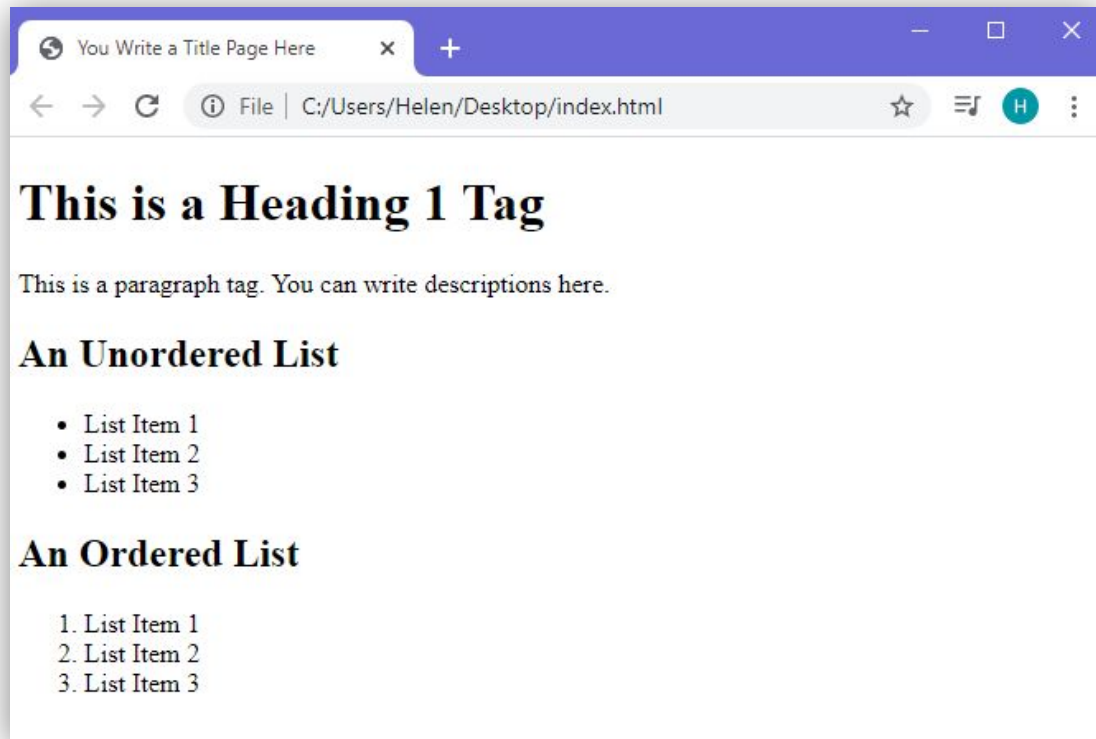 You Write a Title Page Here
File | C:/Users/Helen/Desktop/index.html
H
This is a Heading 1 Tag
This is a paragraph tag. You can write descriptions here.
An Unordered List
• List Item 1
• List Item 2
• List Item 3
An Ordered List
1. List Item 1
2. List Item 2
3. List Item 3